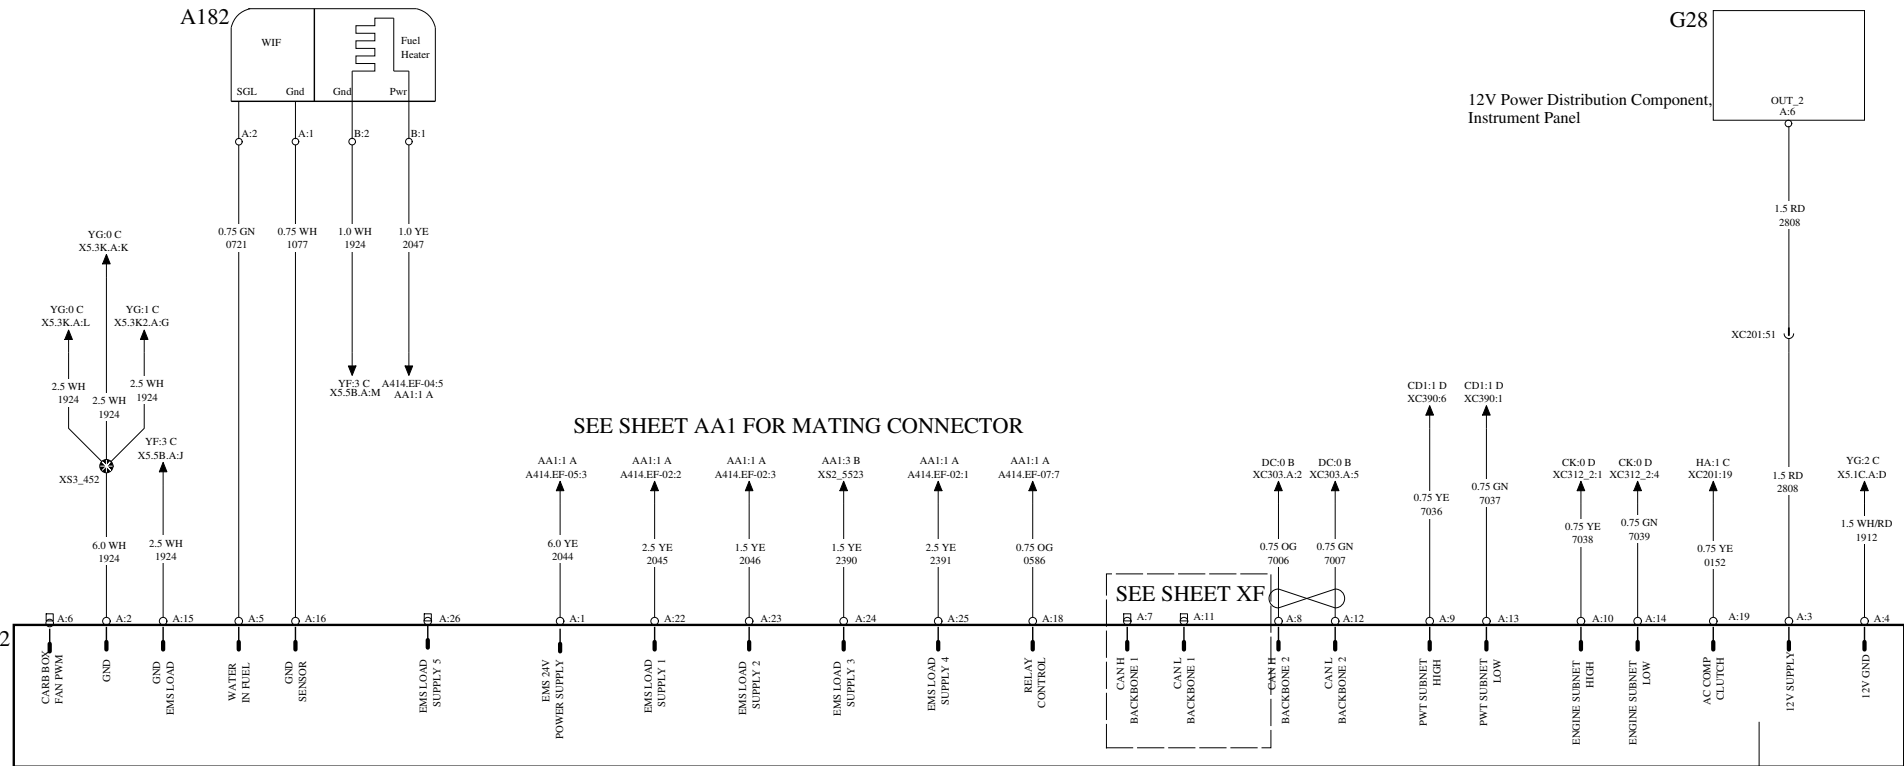 A182
WIF
Fuel
Heater
SGL
Gnd
Gnd
Pwr
A:2
A:1
B:2
B:1
G28
12V Power Distribution Component,
Instrument Panel
OUT_2
A:6
0.75 GN
0721
0.75 WH
1077
1.0 WH
1924
1.0 YE
2047
1.5 RD
2808
YG:0 C
X5.3K.A:K
YG:0 C
X5.3K.A:L
YG:1 C
X5.3K2.A:G
XC201:51
2.5 WH
1924
2.5 WH
1924
2.5 WH
1924
YF:3 C
X5.5B.A:M
A414.EF-04:5
AA1:1 A
CD1:1 D
XC390:6
CD1:1 D
XC390:1
SEE SHEET AA1 FOR MATING CONNECTOR
YF:3 C
X5.5B.A:J
XS3_452
AA1:1 A
A414.EF-05:3
AA1:1 A
A414.EF-02:2
AA1:1 A
A414.EF-02:3
AA1:3 B
XS2_5523
AA1:1 A
A414.EF-02:1
AA1:1 A
A414.EF-07:7
DC:0 B
XC303.A:2
DC:0 B
XC303.A:5
CK:0 D
XC312_2:1
CK:0 D
XC312_2:4
HA:1 C
XC201:19
YG:2 C
X5.1C.A:D
6.0 WH
1924
2.5 WH
1924
6.0 YE
2044
2.5 YE
2045
1.5 YE
2046
1.5 YE
2390
2.5 YE
2391
0.75 OG
0586
0.75 OG
7006
0.75 GN
7007
0.75 YE
7036
0.75 GN
7037
0.75 YE
7038
0.75 GN
7039
0.75 YE
0152
1.5 RD
2808
1.5 WH/RD
1912
SEE SHEET XF
2
A:6
A:2
A:15
A:5
A:16
A:26
A:1
A:22
A:23
A:24
A:25
A:18
A:7
A:11
A:8
A:12
A:9
A:13
A:10
A:14
A:19
A:3
A:4
CARB BOX
FAN PWM
GND
GND
EMS LOAD
WATER
IN FUEL
GND
SENSOR
EMS LOAD
SUPPLY 5
EMS 24V
POWER SUPPLY
EMS LOAD
SUPPLY 1
EMS LOAD
SUPPLY 2
EMS LOAD
SUPPLY 3
EMS LOAD
SUPPLY 4
RELAY
CONTROL
CAN H
BACKBONE 1
CAN L
BACKBONE 1
CAN H
BACKBONE 2
CAN L
BACKBONE 2
PWT SUBNET
HIGH
PWT SUBNET
LOW
ENGINE SUBNET
HIGH
ENGINE SUBNET
LOW
AC COMP
CLUTCH
12V SUPPLY
12V GND